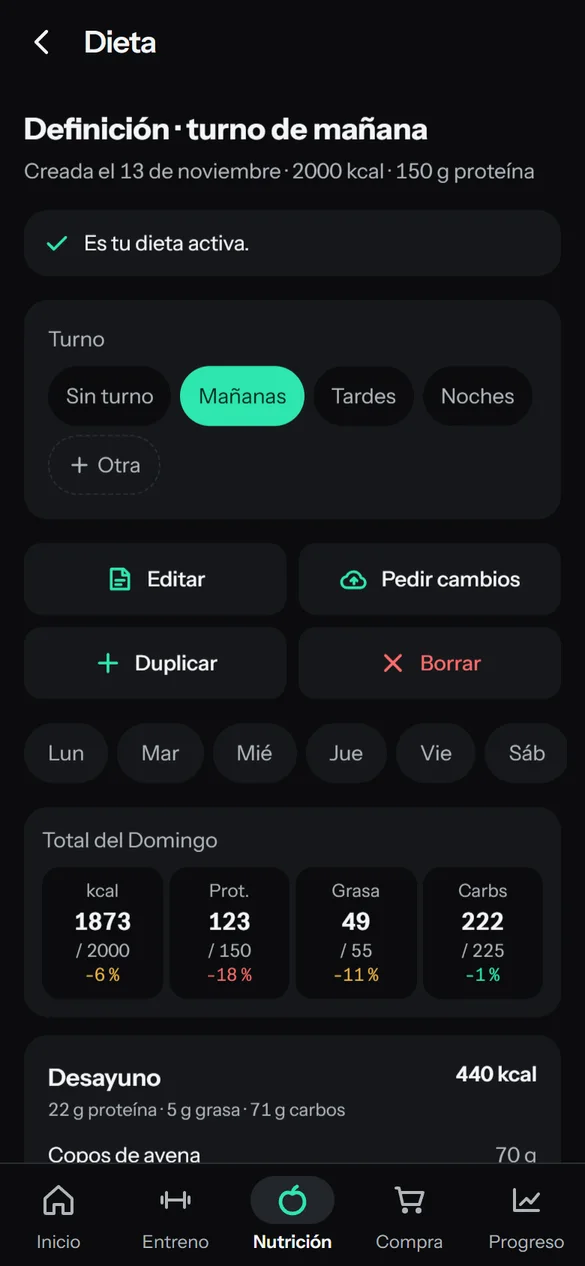 Dieta
Definición · turno de mañana
Creada el 13 de noviembre · 2000 kcal · 150 g proteína
Es tu dieta activa.
Turno
Sin turno
Mañanas
Tardes
Noches
+ Otra
Editar
Pedir cambios
Duplicar
Borrar
Lun
Mar
Mié
Jue
Vie
Sáb
Total del Domingo
kcal
1873
/ 2000
-6 %
Prot.
123
/ 150
-18 %
Grasa
49
/ 55
-11 %
Carbs
222
/ 225
-1 %
Desayuno
440 kcal
22 g proteína · 5 g grasa · 71 g carbos
Copos de avena
70 g
Inicio
Entreno
Nutrición
Compra
Progreso